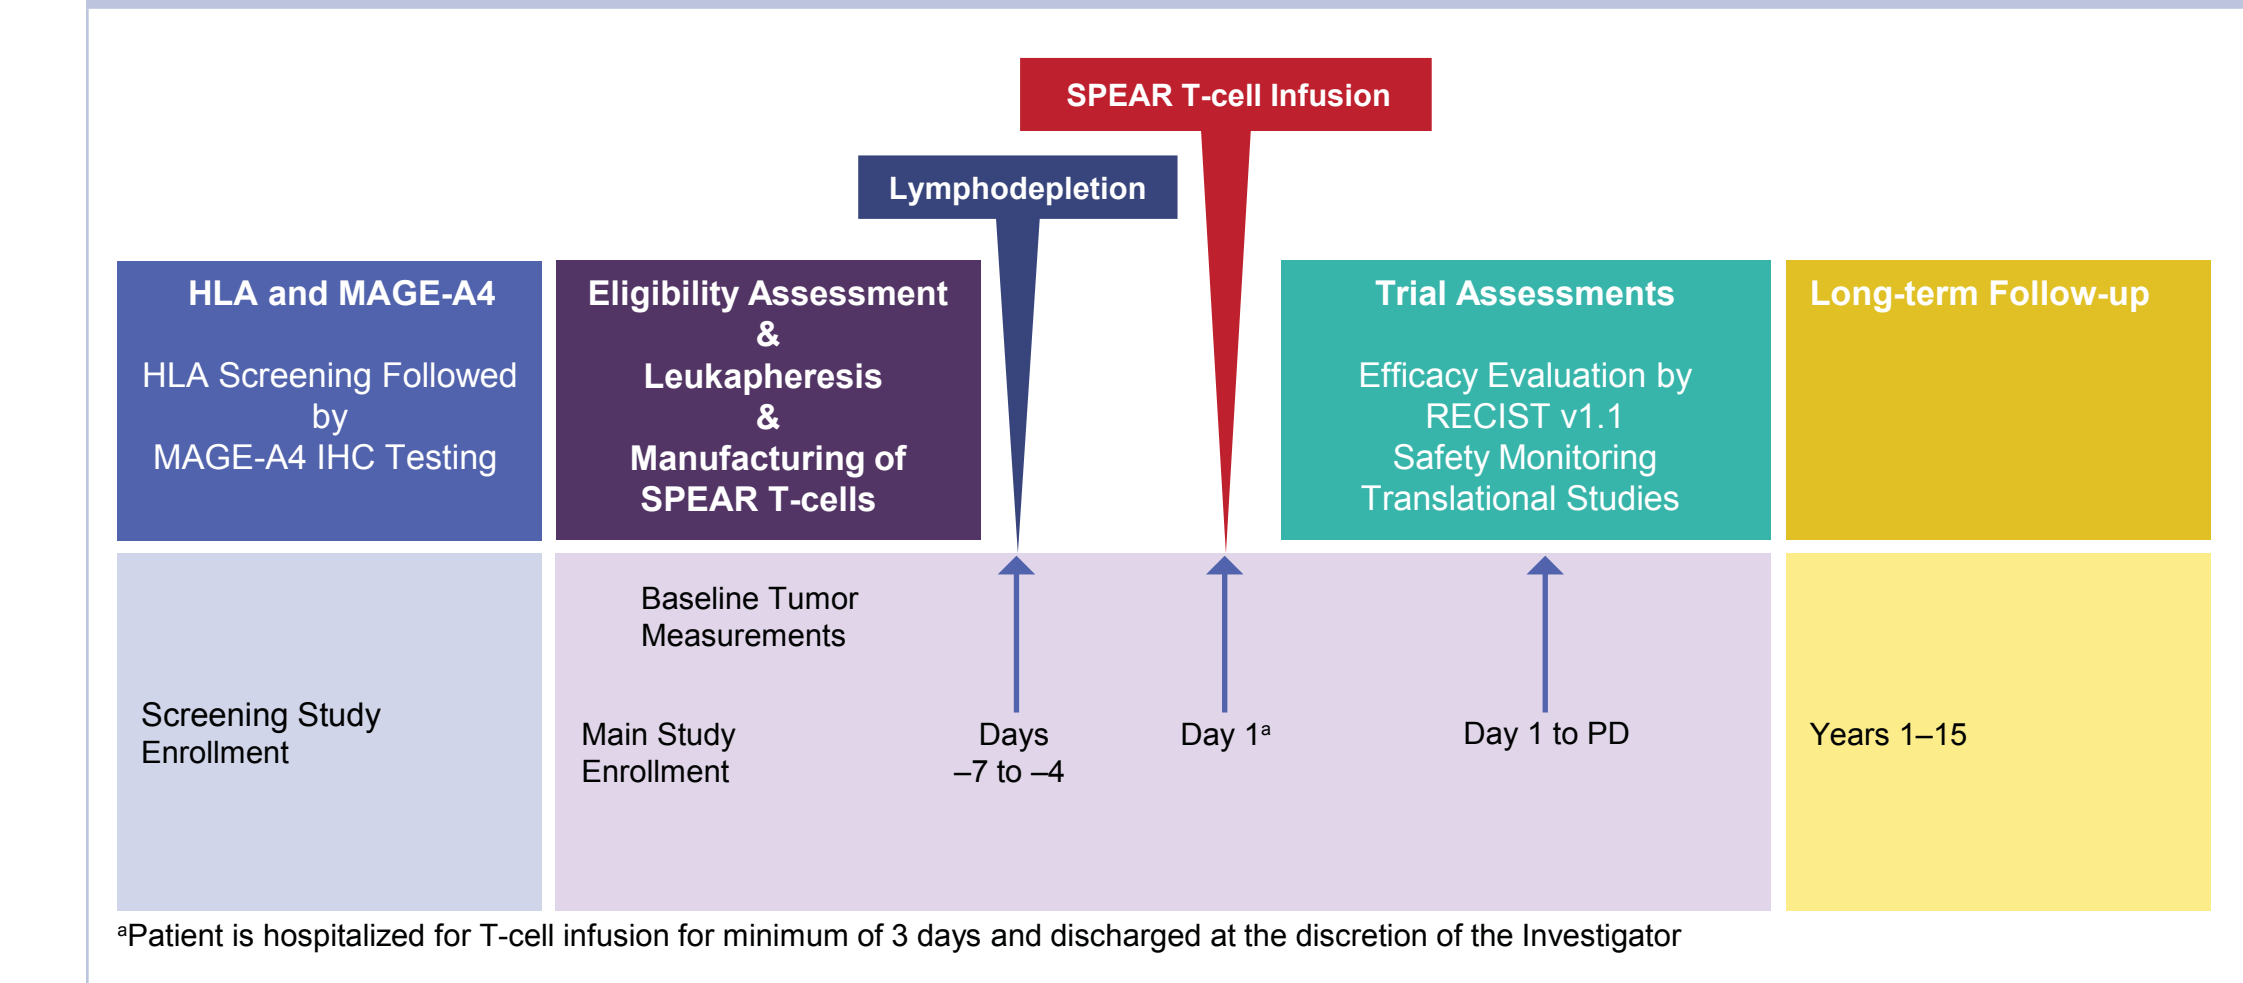 SPEAR T-cell Infusion
Lymphodepletion
HLA and MAGE-A4
HLA Screening Followed
by
MAGE-A4 IHC Testing
Eligibility Assessment
&
Leukapheresis
&
Manufacturing of
SPEAR T-cells
Trial Assessments
Efficacy Evaluation by
RECIST v1.1
Safety Monitoring
Translational Studies
Long-term Follow-up
Screening Study
Enrollment
Baseline Tumor
Measurements
Main Study
Enrollment
Days
–7 to –4
Day 1ᵃ
Day 1 to PD
Years 1–15
ᵃPatient is hospitalized for T-cell infusion for minimum of 3 days and discharged at the discretion of the Investigator